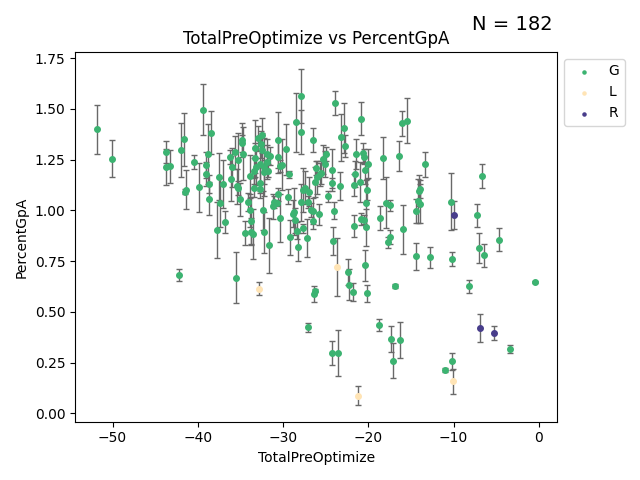 N = 182
TotalPreOptimize vs PercentGpA
G
L
R
1.75
1.50
1.25
1.00
0.75
0.50
0.25
0.00
PercentGpA
−50
−40
−30
−20
−10
0
TotalPreOptimize